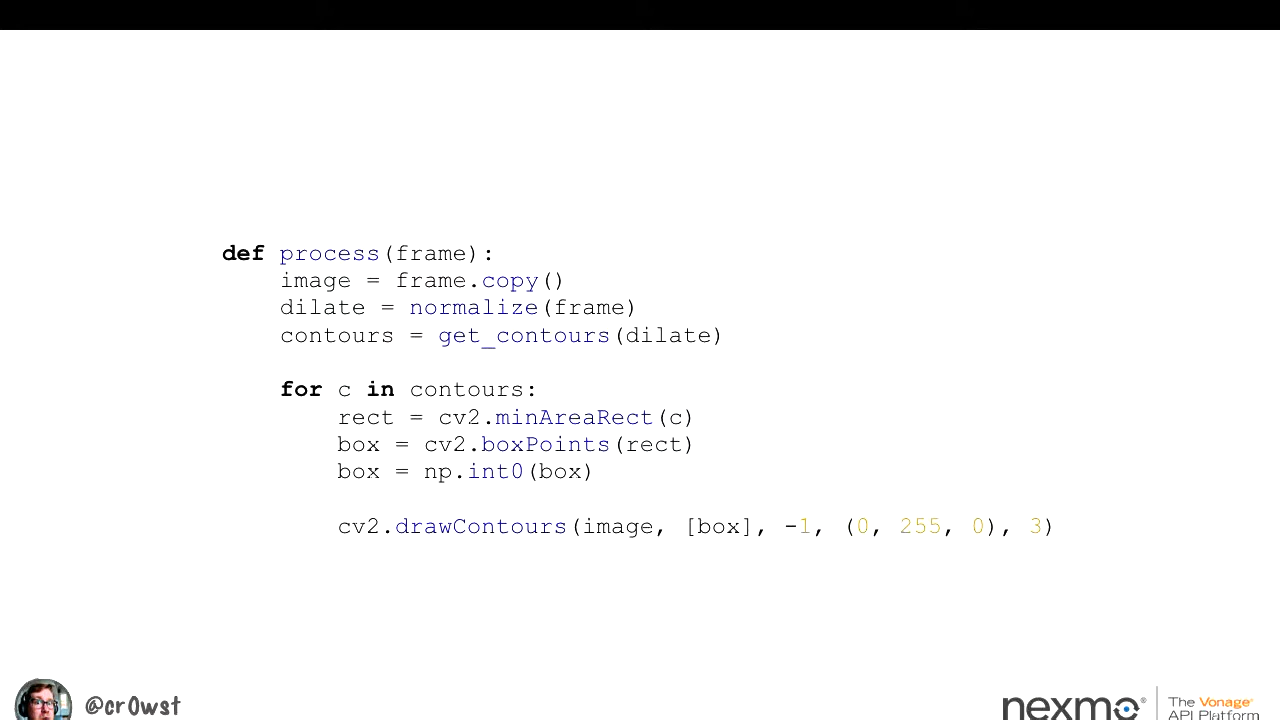 def process(frame):
    image = frame.copy()
    dilate = normalize(frame)
    contours = get_contours(dilate)

    for c in contours:
        rect = cv2.minAreaRect(c)
        box = cv2.boxPoints(rect)
        box = np.int0(box)

        cv2.drawContours(image, [box], -1, (0, 255, 0), 3)
@cr0wst
nexmo®
The Vonage®
API Platform